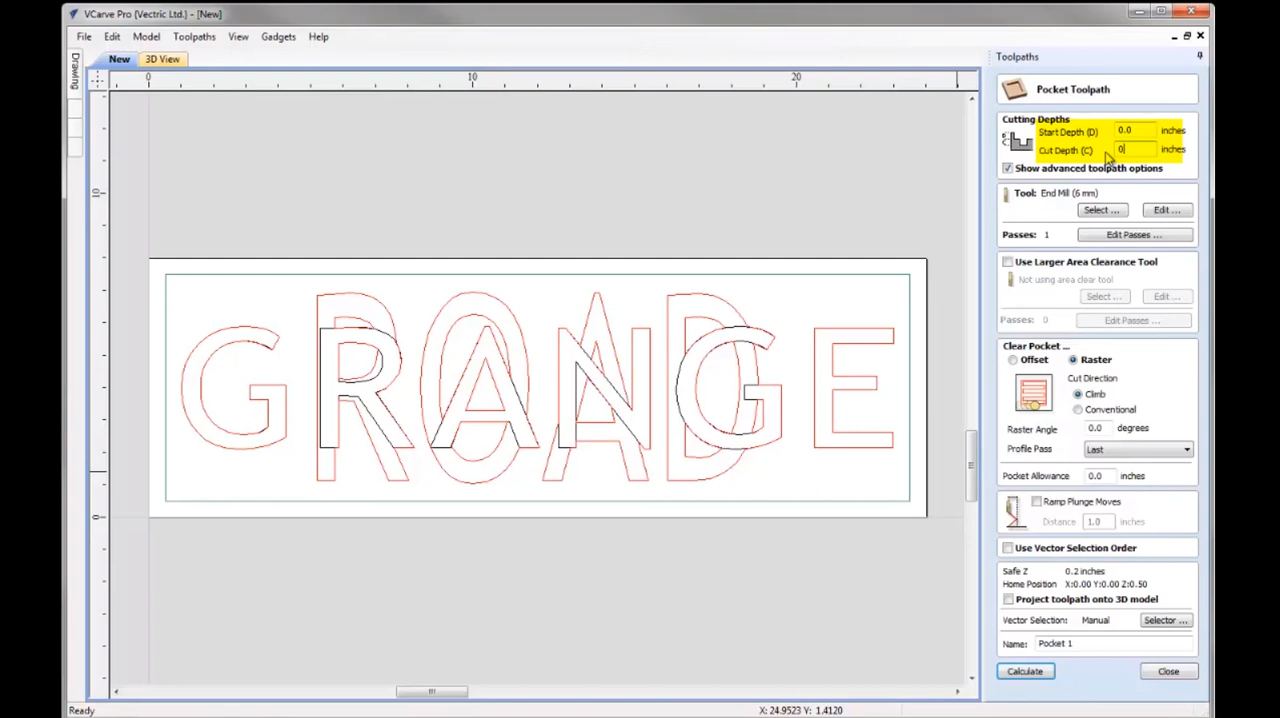 VCarve Pro {Vectric Ltd.} - [New]
File Edit Model Toolpaths View Gadgets Help
Drawing
New 3D View
0 10 20
10
0
GRANGE
ROAD
Toolpaths
Pocket Toolpath
Cutting Depths
Start Depth (D) 0.0 inches
Cut Depth (C) 0 inches
Show advanced toolpath options
Tool: End Mill (6 mm)
Select ... Edit ...
Passes: 1 Edit Passes ...
Use Larger Area Clearance Tool
Not using area clear tool
Select ... Edit ...
Passes: 0 Edit Passes ...
Clear Pocket ...
Offset Raster
Cut Direction
Climb
Conventional
Raster Angle 0.0 degrees
Profile Pass Last
Pocket Allowance 0.0 inches
Ramp Plunge Moves
Distance 1.0 inches
Use Vector Selection Order
Safe Z 0.2 inches
Home Position X:0.00 Y:0.00 Z:0.50
Project toolpath onto 3D model
Vector Selection: Manual Selector ...
Name: Pocket 1
Calculate Close
Ready X: 24.9523 Y: 1.4120